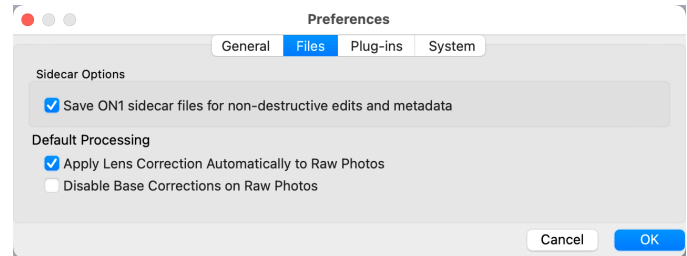 Preferences
General Files Plug-ins System
Sidecar Options
Save ON1 sidecar files for non-destructive edits and metadata
Default Processing
Apply Lens Correction Automatically to Raw Photos
Disable Base Corrections on Raw Photos
Cancel OK